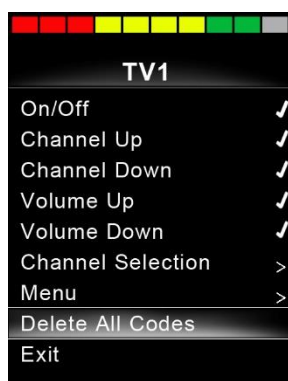 TV1
On/Off
Channel Up
Channel Down
Volume Up
Volume Down
Channel Selection >
Menu >
Delete All Codes
Exit